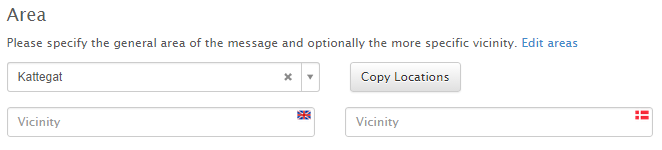 Area
Please specify the general area of the message and optionally the more specific vicinity. Edit areas
Kattegat
Copy Locations
Vicinity
Vicinity